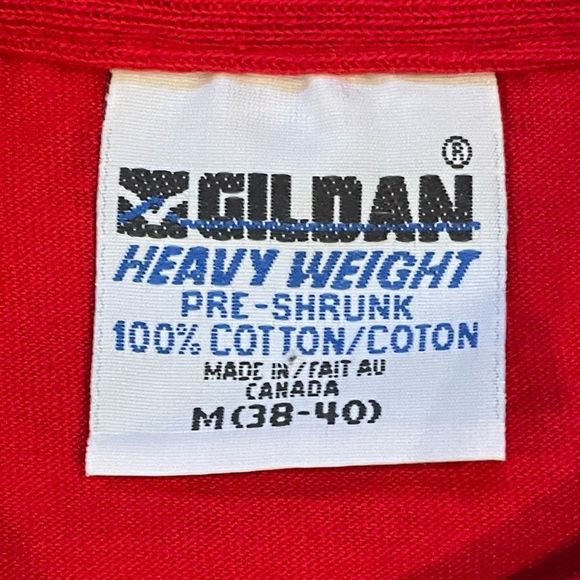 ®
GILDAN
HEAVY WEIGHT
PRE-SHRUNK
100% COTTON/COTON
MADE IN/FAIT AU
CANADA
M(38-40)